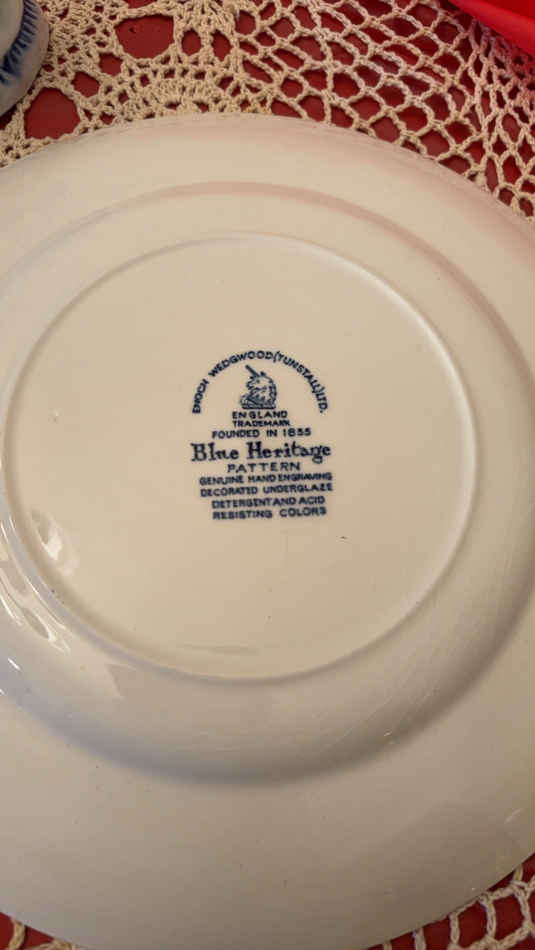 ENOCH WEDGWOOD (TUNSTALL) LTD.
ENGLAND
TRADEMARK
FOUNDED IN 1835
Blue Heritage
PATTERN
GENUINE HAND ENGRAVING
DECORATED UNDERGLAZE
DETERGENT AND ACID
RESISTING COLORS